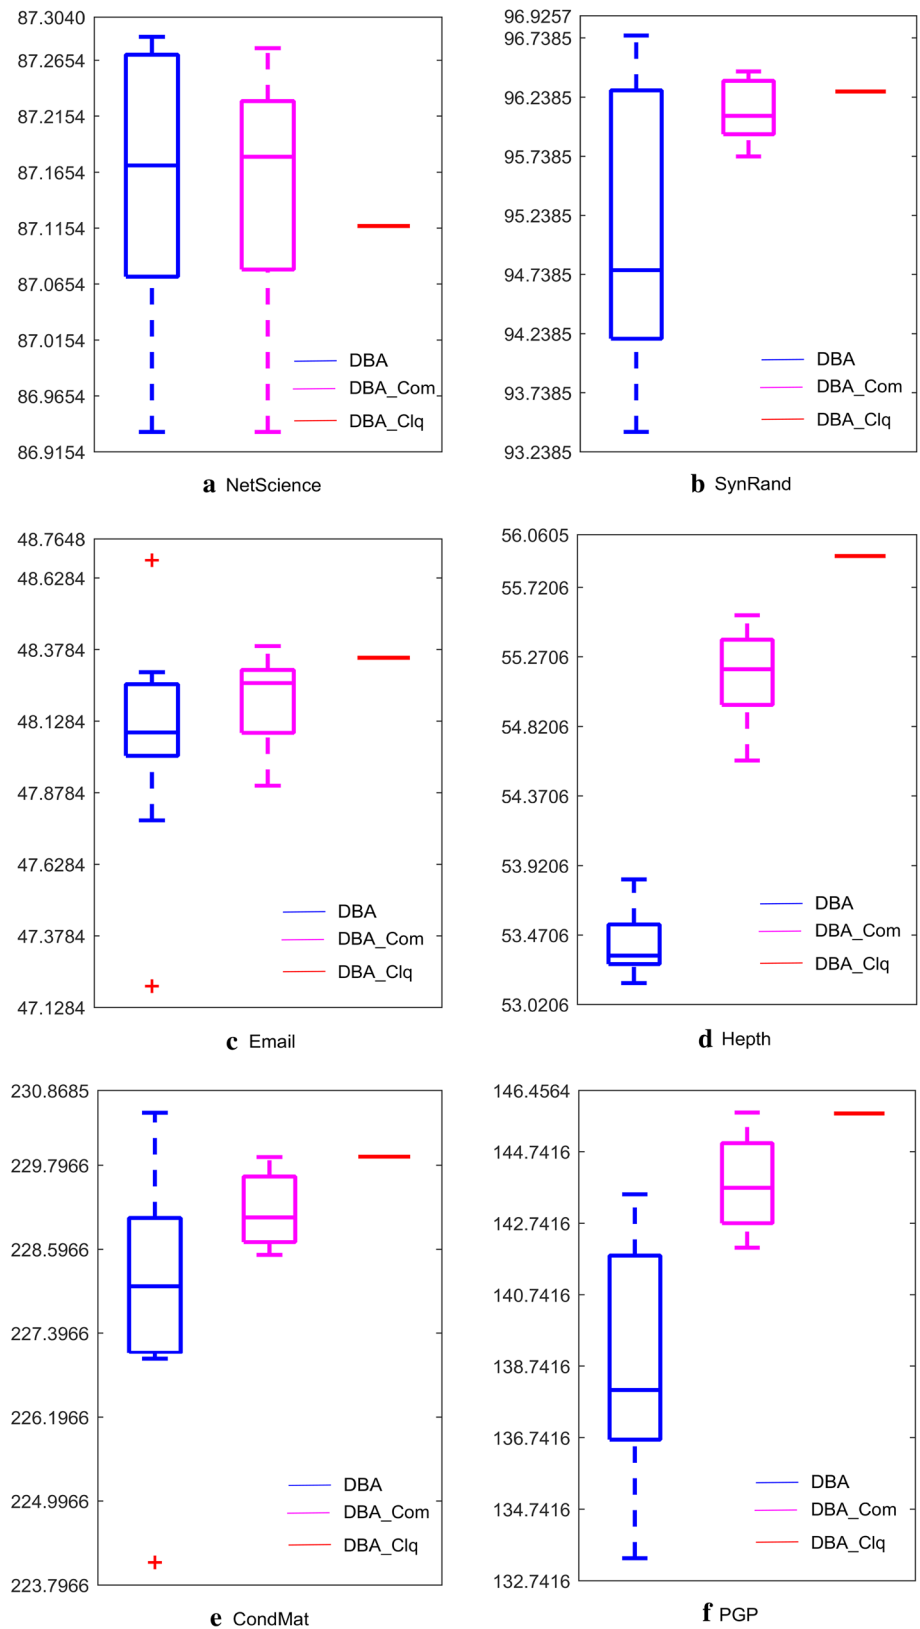 87.3040
87.2654
87.2154
87.1654
87.1154
87.0654
87.0154
86.9654
86.9154
DBA
DBA_Com
DBA_Clq
a NetScience
96.9257
96.7385
96.2385
95.7385
95.2385
94.7385
94.2385
93.7385
93.2385
DBA
DBA_Com
DBA_Clq
b SynRand
48.7648
48.6284
48.3784
48.1284
47.8784
47.6284
47.3784
47.1284
DBA
DBA_Com
DBA_Clq
c Email
56.0605
55.7206
55.2706
54.8206
54.3706
53.9206
53.4706
53.0206
DBA
DBA_Com
DBA_Clq
d Hepth
230.8685
229.7966
228.5966
227.3966
226.1966
224.9966
223.7966
DBA
DBA_Com
DBA_Clq
e CondMat
146.4564
144.7416
142.7416
140.7416
138.7416
136.7416
134.7416
132.7416
DBA
DBA_Com
DBA_Clq
f PGP